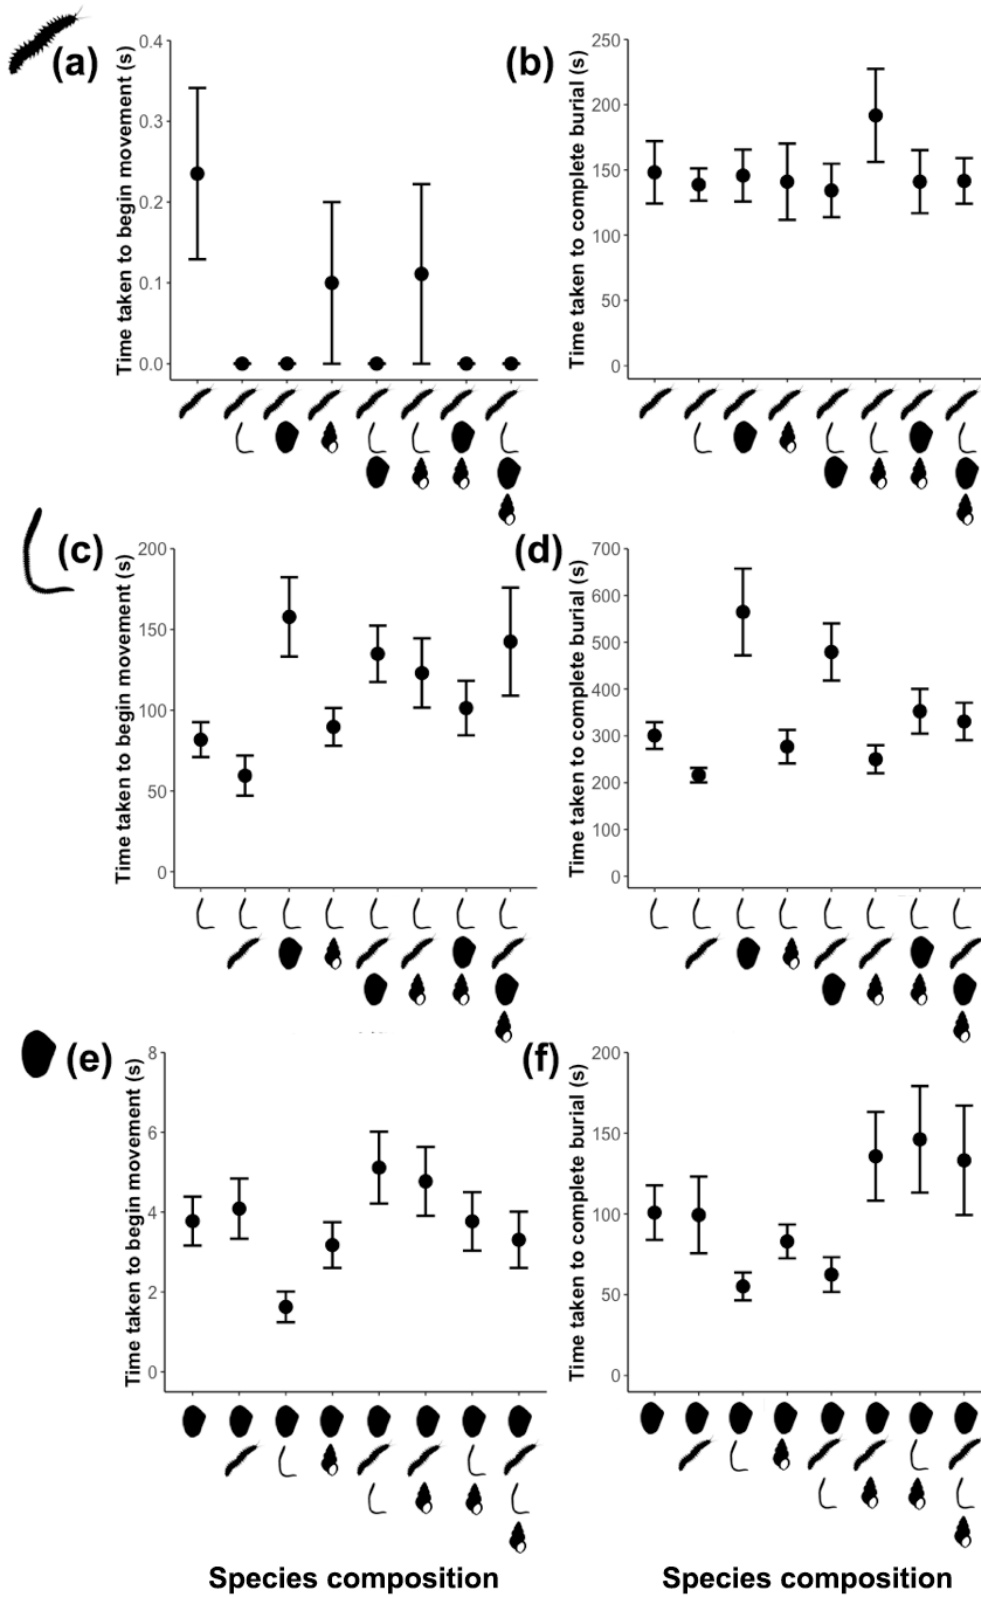 (a)
Time taken to begin movement (s)
0.4
0.3
0.2
0.1
0.0
(b)
Time taken to complete burial (s)
250
200
150
100
50
0
(c)
Time taken to begin movement (s)
200
150
100
50
0
(d)
Time taken to complete burial (s)
700
600
500
400
300
200
100
0
(e)
Time taken to begin movement (s)
8
6
4
2
0
(f)
Time taken to complete burial (s)
200
150
100
50
0
Species composition
Species composition